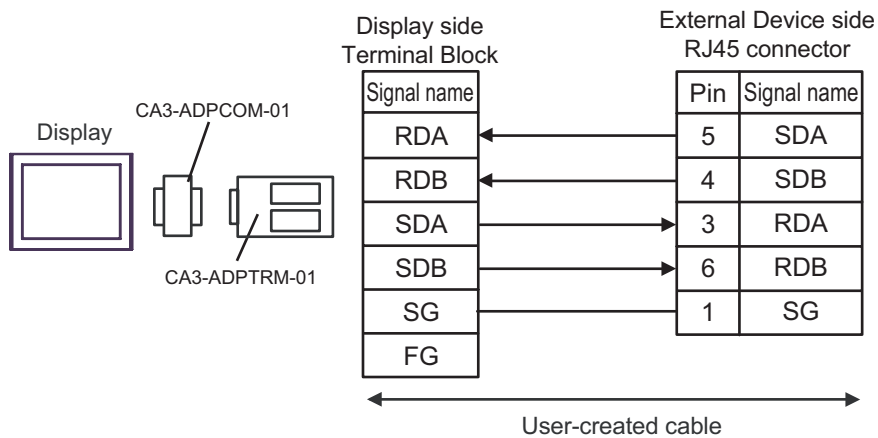 Display side
Terminal Block
External Device side
RJ45 connector
Display
CA3-ADPCOM-01
CA3-ADPTRM-01
Signal name
Pin Signal name
RDA 5 SDA
RDB 4 SDB
SDA 3 RDA
SDB 6 RDB
SG 1 SG
FG
User-created cable